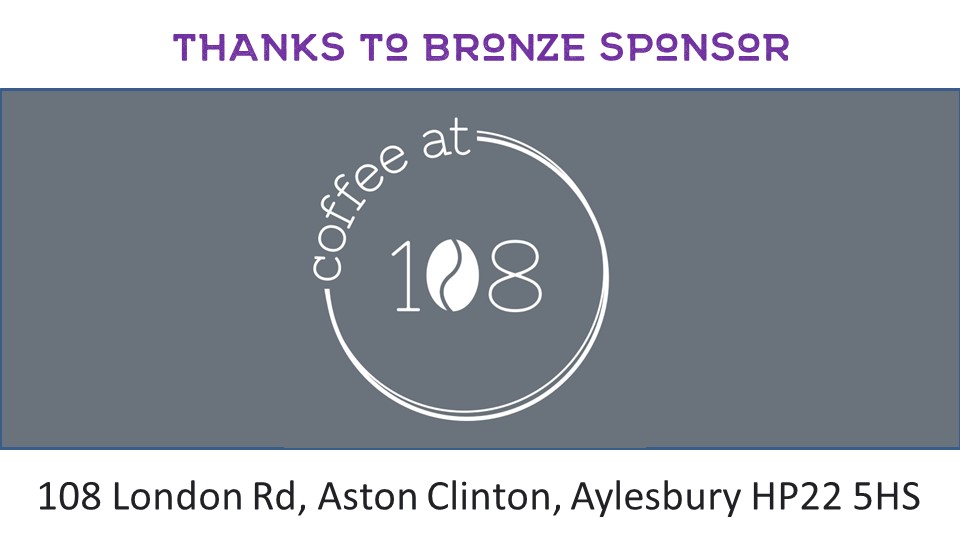 THANKS TO BRONZE SPONSOR
coffee at
108
108 London Rd, Aston Clinton, Aylesbury HP22 5HS